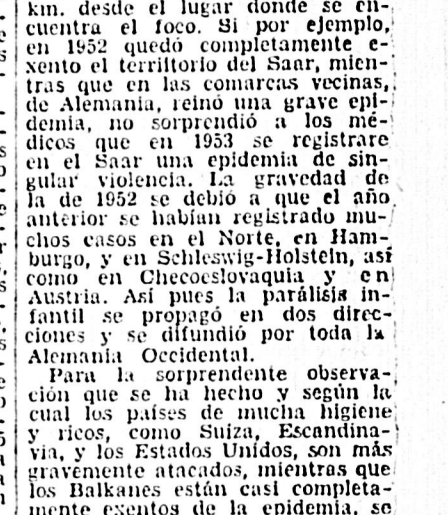 km. desde el lugar donde se en-
cuentra el foco. Si por ejemplo,
en 1952 quedó completamente e-
xento el terriltorio del Saar, mien-
tras que en las comarcas vecinas,
de Alemania, reinó una grave epi-
demia, no sorprendió a los mé-
dicos que en 1953 se registrare
en el Saar una epidemia de sin-
gular violencia. La gravedad de
la de 1952 se debió a que el año
anterior se habían registrado mu-
chos casos en el Norte, en Ham-
burgo, y en Schleswig-Holstein, así
como en Checoeslovaquia y en
Austria. Así pues la parálisis in-
fantil se propagó en dos direc-
ciones y se difundió por toda la
Alemania Occidental.
Para la sorprendente observa-
ción que se ha hecho y según la
cual los países de mucha higiene
y ricos, como Suiza, Escandina-
via, y los Estados Unidos, son más
gravemente atacados, mientras que
los Balkanes están casi completa-
mente exentos de la epidemia, se